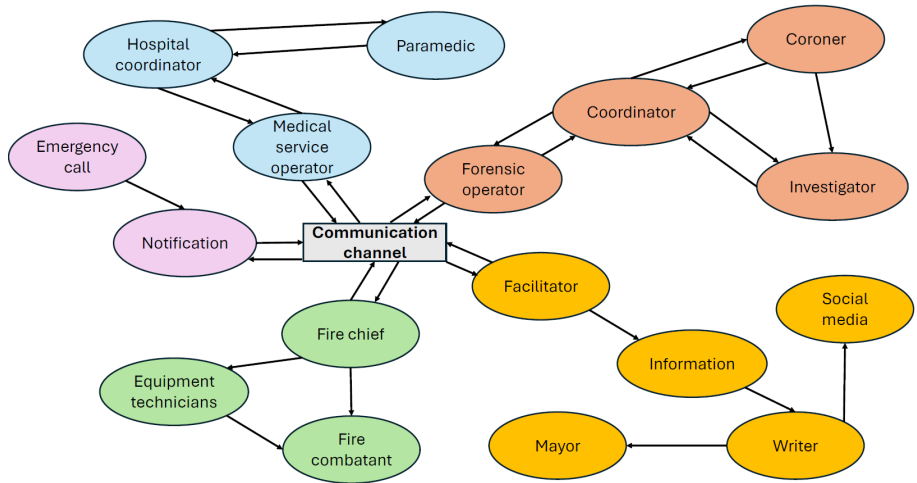 Hospital
coordinator
Paramedic
Coroner
Coordinator
Medical
service
operator
Emergency
call
Forensic
operator
Investigator
Notification
Communication
channel
Facilitator
Social
media
Fire chief
Information
Equipment
technicians
Fire
combatant
Mayor
Writer